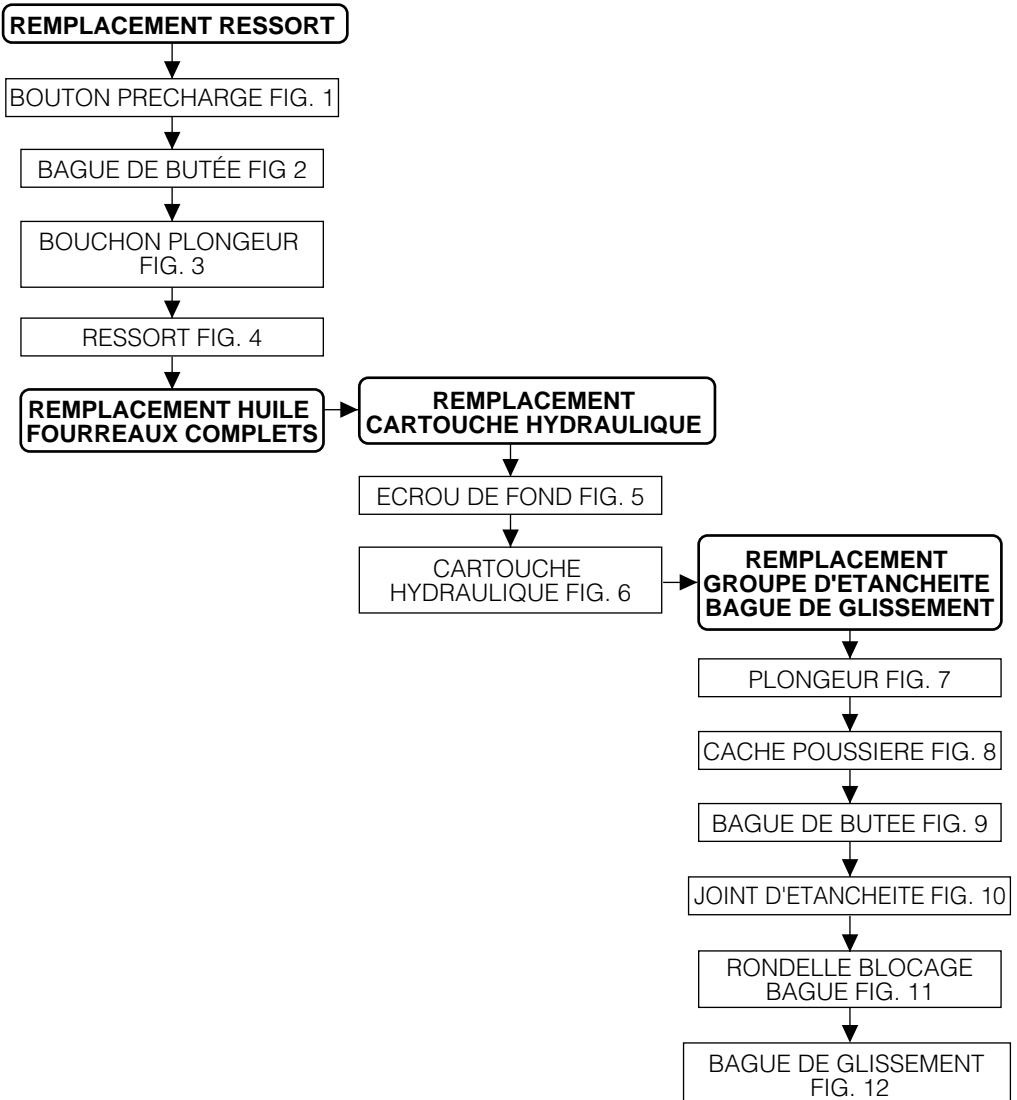 REMPLACEMENT RESSORT
BOUTON PRECHARGE FIG. 1
BAGUE DE BUTÉE FIG 2
BOUCHON PLONGEUR
FIG. 3
RESSORT FIG. 4
REMPLACEMENT HUILE
FOURREAUX COMPLETS
REMPLACEMENT
CARTOUCHE HYDRAULIQUE
ECROU DE FOND FIG. 5
CARTOUCHE
HYDRAULIQUE FIG. 6
REMPLACEMENT
GROUPE D'ETANCHEITE
BAGUE DE GLISSEMENT
PLONGEUR FIG. 7
CACHE POUSSIERE FIG. 8
BAGUE DE BUTEE FIG. 9
JOINT D'ETANCHEITE FIG. 10
RONDELLE BLOCAGE
BAGUE FIG. 11
BAGUE DE GLISSEMENT
FIG. 12